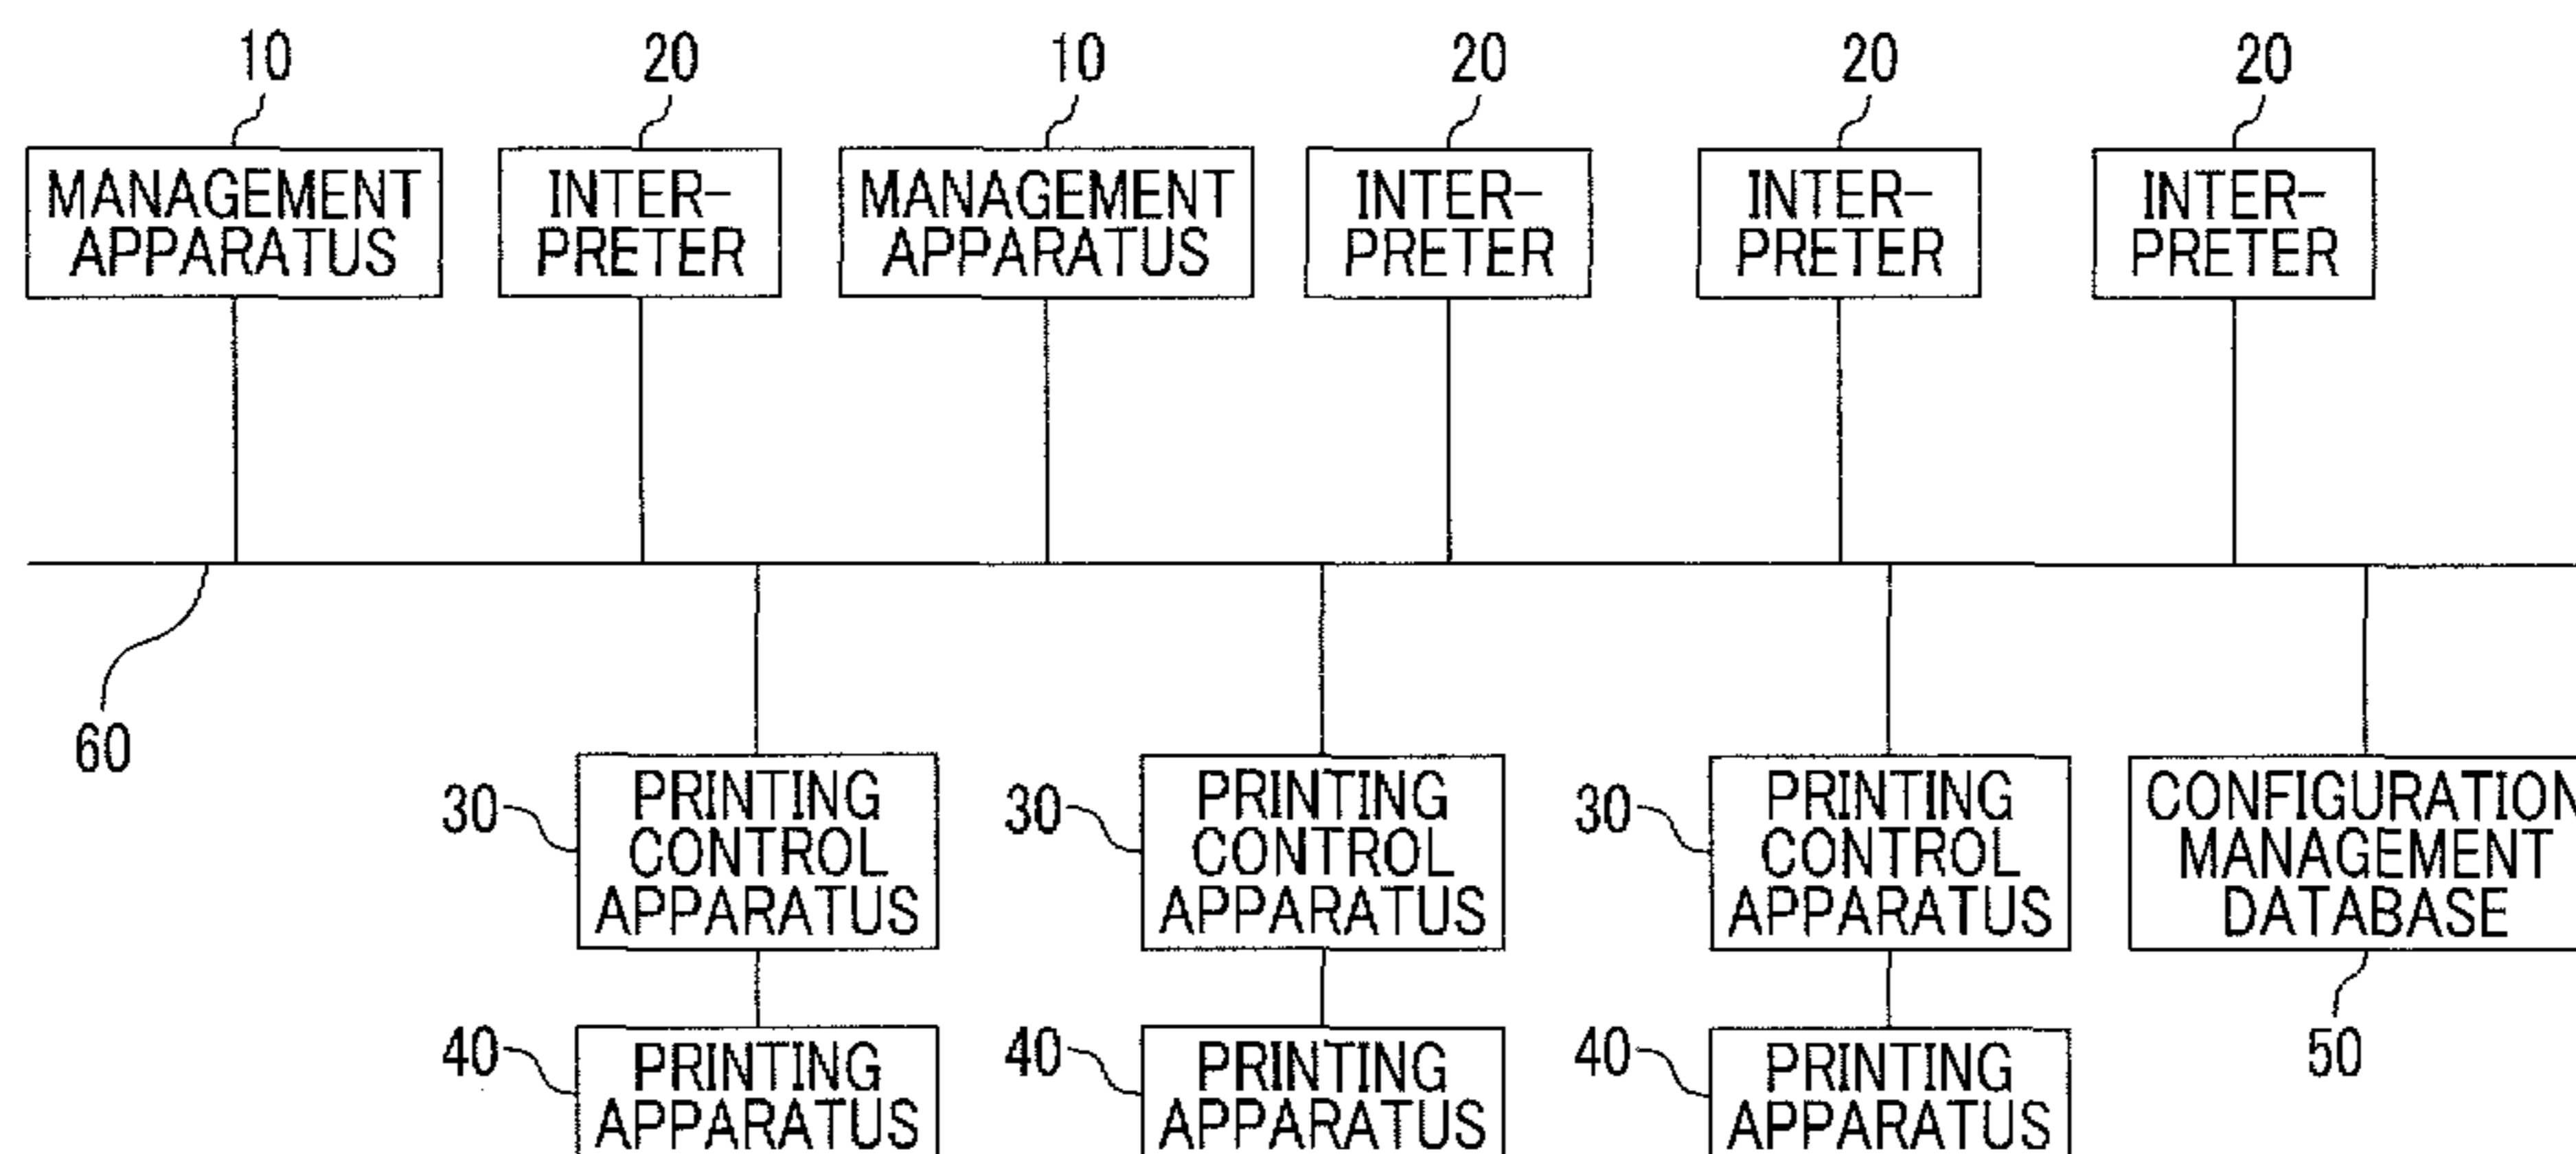 10 20 10 20 20 20
MANAGEMENT
APPARATUS
INTER-
PRETER
MANAGEMENT
APPARATUS
INTER-
PRETER
INTER-
PRETER
INTER-
PRETER
60
30
PRINTING
CONTROL
APPARATUS
30
PRINTING
CONTROL
APPARATUS
30
PRINTING
CONTROL
APPARATUS
CONFIGURATION
MANAGEMENT
DATABASE
50
40
PRINTING
APPARATUS
40
PRINTING
APPARATUS
40
PRINTING
APPARATUS